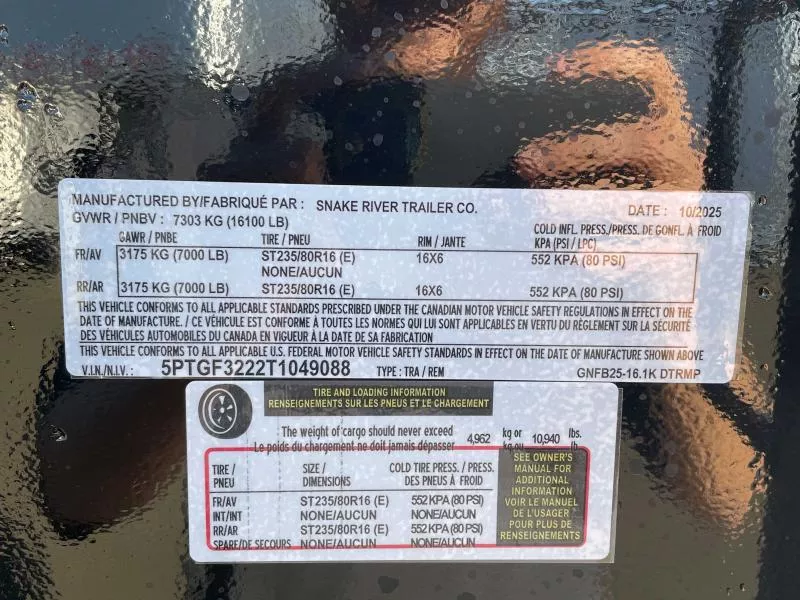 MANUFACTURED BY/FABRIQUÉ PAR : SNAKE RIVER TRAILER CO. DATE : 10/2025
GVWR / PNBV : 7303 KG (16100 LB)
COLD INFL. PRESS./PRESS. DE GONFL. À FROID
GAWR / PNBE TIRE / PNEU RIM / JANTE KPA (PSI / LPC)
FR/AV 3175 KG (7000 LB) ST235/80R16 (E) 16X6 552 KPA (80 PSI)
NONE/AUCUN
RR/AR 3175 KG (7000 LB) ST235/80R16 (E) 16X6 552 KPA (80 PSI)
THIS VEHICLE CONFORMS TO ALL APPLICABLE STANDARDS PRESCRIBED UNDER THE CANADIAN MOTOR VEHICLE SAFETY REGULATIONS IN EFFECT ON THE
DATE OF MANUFACTURE. / CE VÉHICULE EST CONFORME À TOUTES LES NORMES QUI LUI SONT APPLICABLES EN VERTU DU RÈGLEMENT SUR LA SÉCURITÉ
DES VÉHICULES AUTOMOBILES DU CANADA EN VIGUEUR À LA DATE DE SA FABRICATION
THIS VEHICLE CONFORMS TO ALL APPLICABLE U.S. FEDERAL MOTOR VEHICLE SAFETY STANDARDS IN EFFECT ON THE DATE OF MANUFACTURE SHOWN ABOVE
V.I.N./N.I.V.: 5PTGF3222T1049088 TYPE : TRA / REM GNFB25-16.1K DTRMP
TIRE AND LOADING INFORMATION
RENSEIGNEMENTS SUR LES PNEUS ET LE CHARGEMENT
The weight of cargo should never exceed 4,962 kg or 10,940 lbs.
Le poids du chargement ne doit jamais dépasser kg ou lb.
TIRE / SIZE / COLD TIRE PRESS. / PRESS.
PNEU DIMENSIONS DES PNEUS À FROID
FR/AV ST235/80R16 (E) 552 KPA (80 PSI)
INT/INT NONE/AUCUN NONE/AUCUN
RR/AR ST235/80R16 (E) 552 KPA (80 PSI)
SPARE/DE SECOURS NONE/AUCUN NONE/AUCUN
SEE OWNER'S
MANUAL FOR
ADDITIONAL
INFORMATION
VOIR LE MANUEL
DE L'USAGER
POUR PLUS DE
RENSEIGNEMENTS